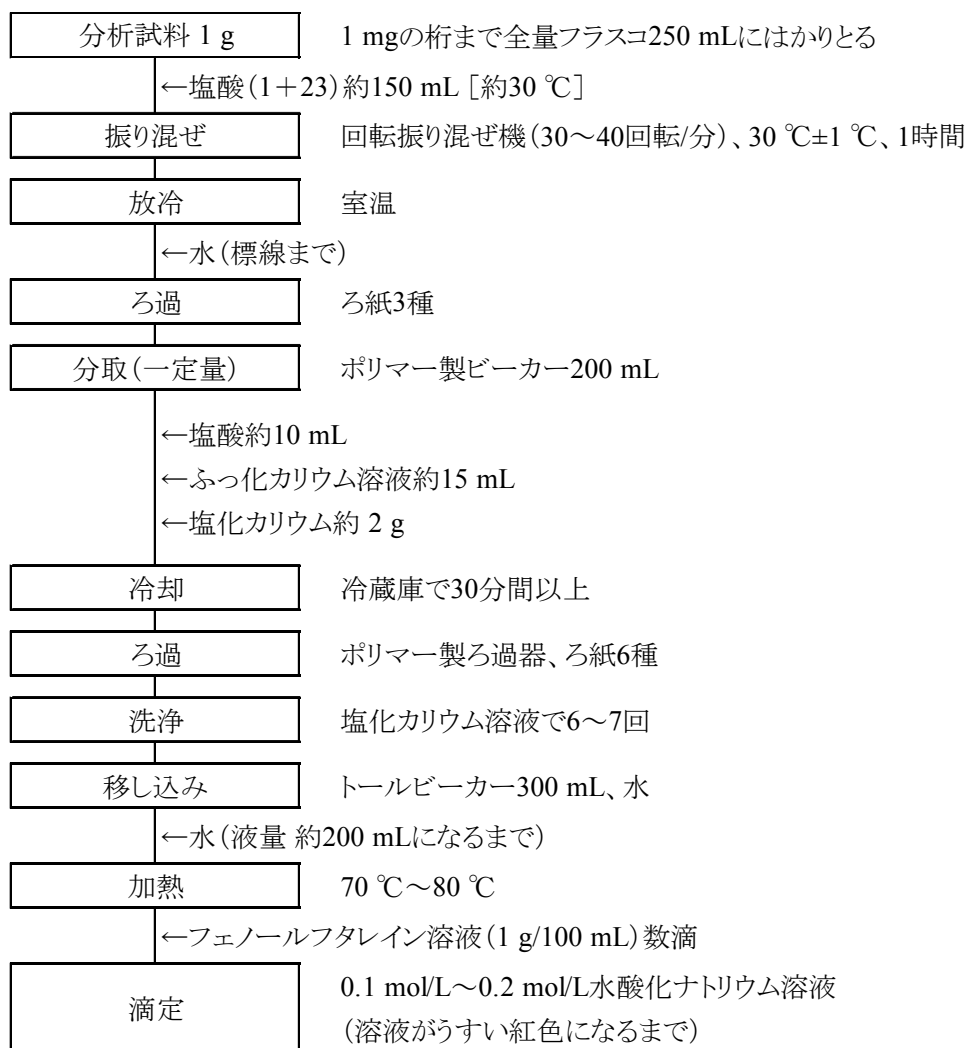 分析試料 1 g 1 mgの桁まで全量フラスコ250 mLにはかりとる
←塩酸(1+23)約150 mL [約30 ℃]
振り混ぜ 回転振り混ぜ機(30～40回転/分)、30 ℃±1 ℃、1時間
放冷 室温
←水(標線まで)
ろ過 ろ紙3種
分取(一定量) ポリマー製ビーカー200 mL
←塩酸約10 mL
←ふっ化カリウム溶液約15 mL
←塩化カリウム約 2 g
冷却 冷蔵庫で30分間以上
ろ過 ポリマー製ろ過器、ろ紙6種
洗浄 塩化カリウム溶液で6～7回
移し込み トールビーカー300 mL、水
←水(液量 約200 mLになるまで)
加熱 70 ℃～80 ℃
←フェノールフタレイン溶液(1 g/100 mL)数滴
滴定 0.1 mol/L～0.2 mol/L水酸化ナトリウム溶液
(溶液がうすい紅色になるまで)